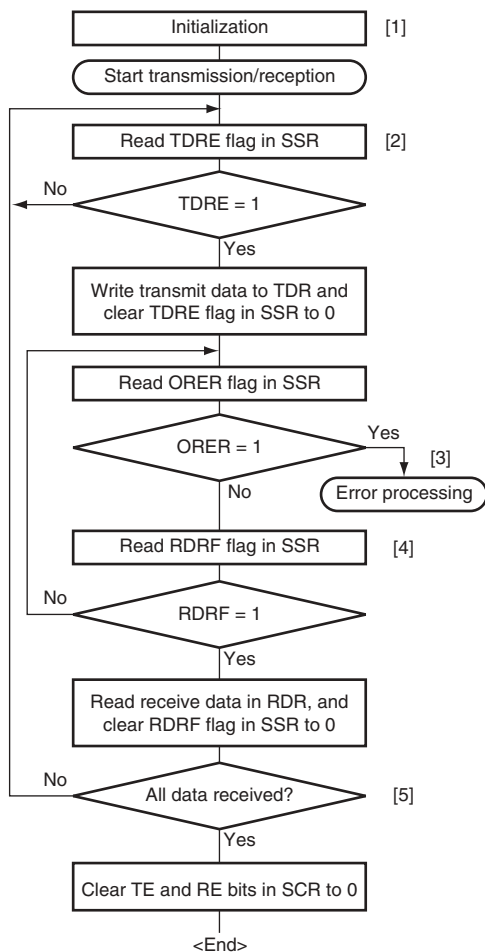 Initialization [1]
Start transmission/reception
Read TDRE flag in SSR [2]
No
TDRE = 1
Yes
Write transmit data to TDR and
clear TDRE flag in SSR to 0
Read ORER flag in SSR
ORER = 1
Yes
[3]
No
Error processing
Read RDRF flag in SSR [4]
No
RDRF = 1
Yes
Read receive data in RDR, and
clear RDRF flag in SSR to 0
No
All data received? [5]
Yes
Clear TE and RE bits in SCR to 0
<End>